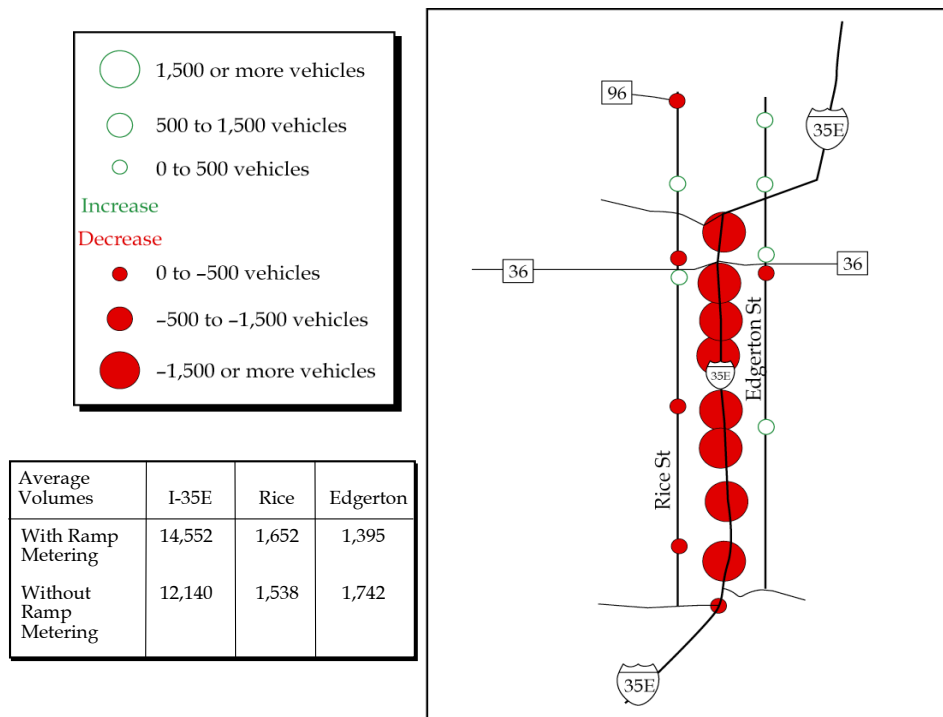 1,500 or more vehicles
500 to 1,500 vehicles
0 to 500 vehicles
Increase
Decrease
0 to –500 vehicles
–500 to –1,500 vehicles
–1,500 or more vehicles
Average
Volumes
I-35E
Rice
Edgerton
With Ramp
Metering
14,552
1,652
1,395
Without
Ramp
Metering
12,140
1,538
1,742
96
35E
36
36
35E
Edgerton St
Rice St
35E